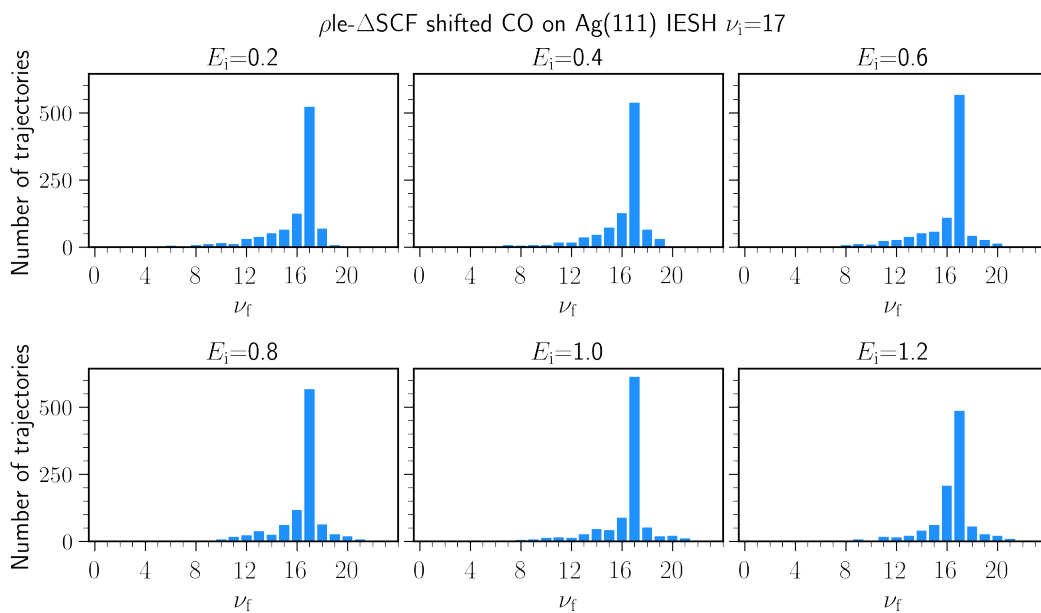 ρle-ΔSCF shifted CO on Ag(111) IESH νi=17
Ei=0.2
Ei=0.4
Ei=0.6
Number of trajectories
500
250
0
0 4 8 12 16 20
0 4 8 12 16 20
0 4 8 12 16 20
νf
νf
νf
Ei=0.8
Ei=1.0
Ei=1.2
Number of trajectories
500
250
0
0 4 8 12 16 20
0 4 8 12 16 20
0 4 8 12 16 20
νf
νf
νf